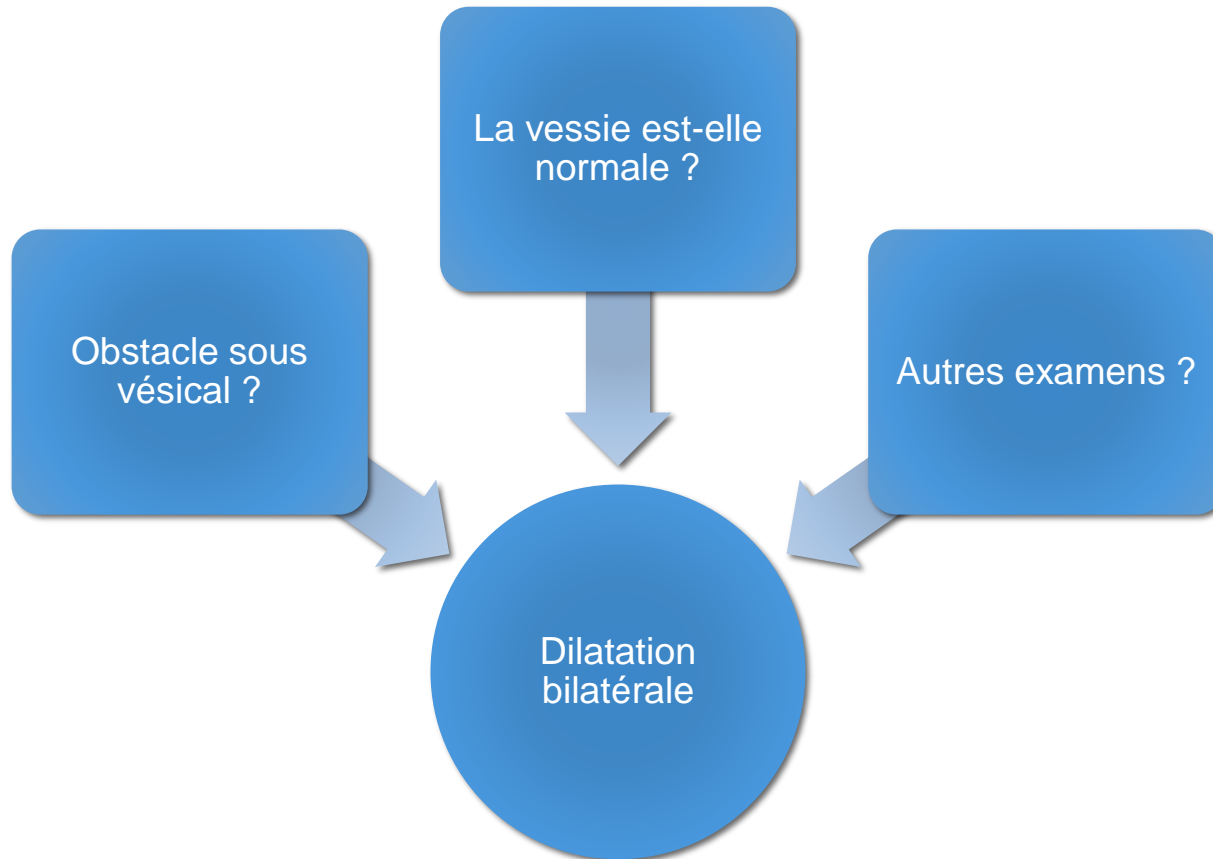 La vessie est-elle
normale ?
Obstacle sous
vésical ?
Autres examens ?
Dilatation
bilatérale